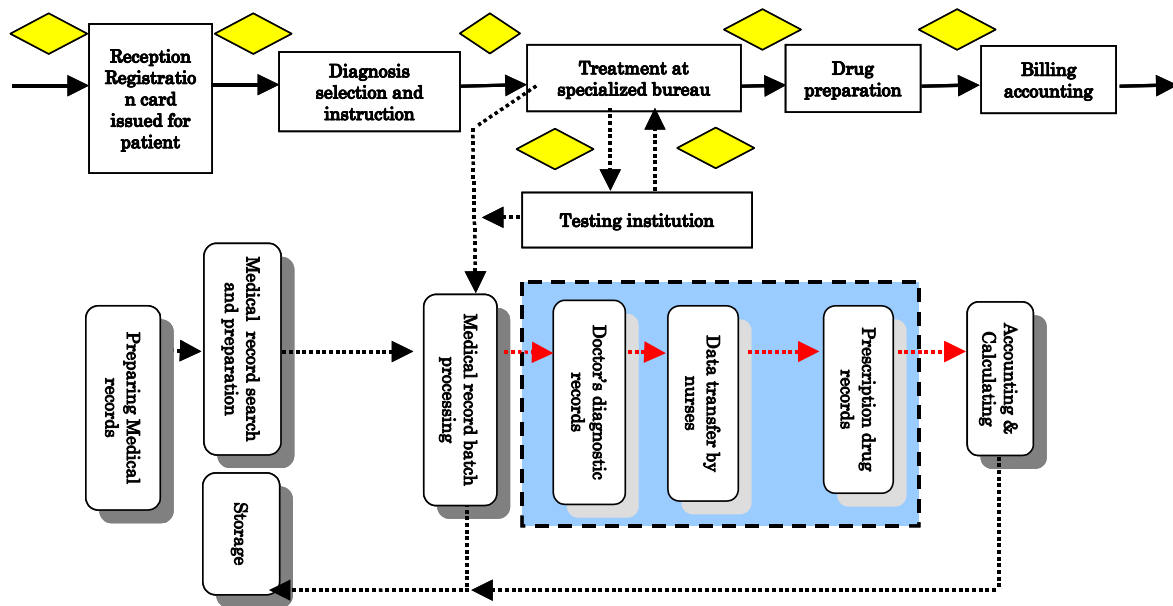 Reception
Registratio
n card
issued for
patient
Diagnosis
selection and
instruction
Treatment at
specialized bureau
Drug
preparation
Billing
accounting
Testing institution
Preparing Medical
records
Medical record search
and preparation
Storage
Medical record batch
processing
Doctor's diagnostic
records
Data transfer by
nurses
Prescription drug
records
Accounting &
Calculating